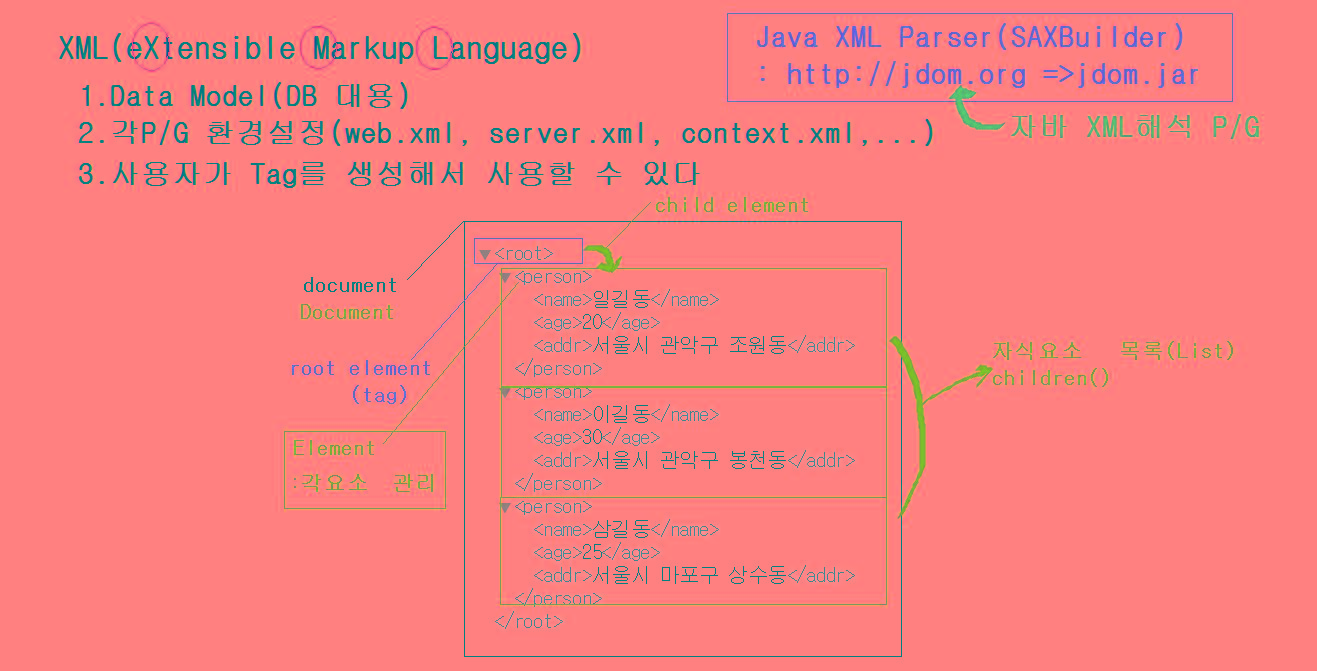 XML(eXtensible Markup Language)
1.Data Model(DB 대용)
2.각P/G 환경설정(web.xml, server.xml, context.xml,...)
3.사용자가 Tag를 생성해서 사용할 수 있다
Java XML Parser(SAXBuilder)
: http://jdom.org =>jdom.jar
자바 XML해석 P/G
child element
document
Document
root element
(tag)
Element
:각요소 관리
▼<root>
▼<person>
<name>일길동</name>
<age>20</age>
<addr>서울시 관악구 조원동</addr>
</person>
▼<person>
<name>이길동</name>
<age>30</age>
<addr>서울시 관악구 봉천동</addr>
</person>
▼<person>
<name>삼길동</name>
<age>25</age>
<addr>서울시 마포구 상수동</addr>
</person>
</root>
자식요소 목록(List)
children()